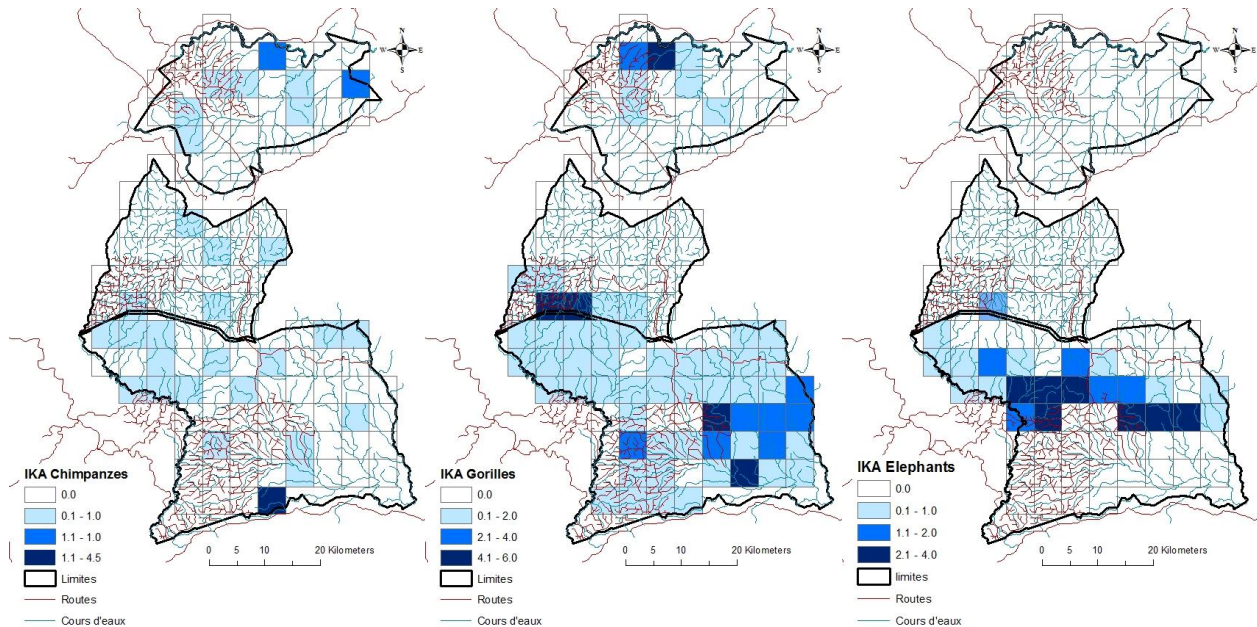 N
W E
S
IKA Chimpanzes
0.0
0.1 - 1.0
1.1 - 1.0
1.1 - 4.5
Limites
Routes
Cours d'eaux
0 5 10 20 Kilometers
N
W E
S
IKA Gorilles
0.0
0.1 - 2.0
2.1 - 4.0
4.1 - 6.0
Limites
Routes
Cours d'eaux
0 5 10 20 Kilometers
N
W E
S
IKA Elephants
0.0
0.1 - 1.0
1.1 - 2.0
2.1 - 4.0
limites
Routes
Cours d'eaux
0 5 10 20 Kilometers